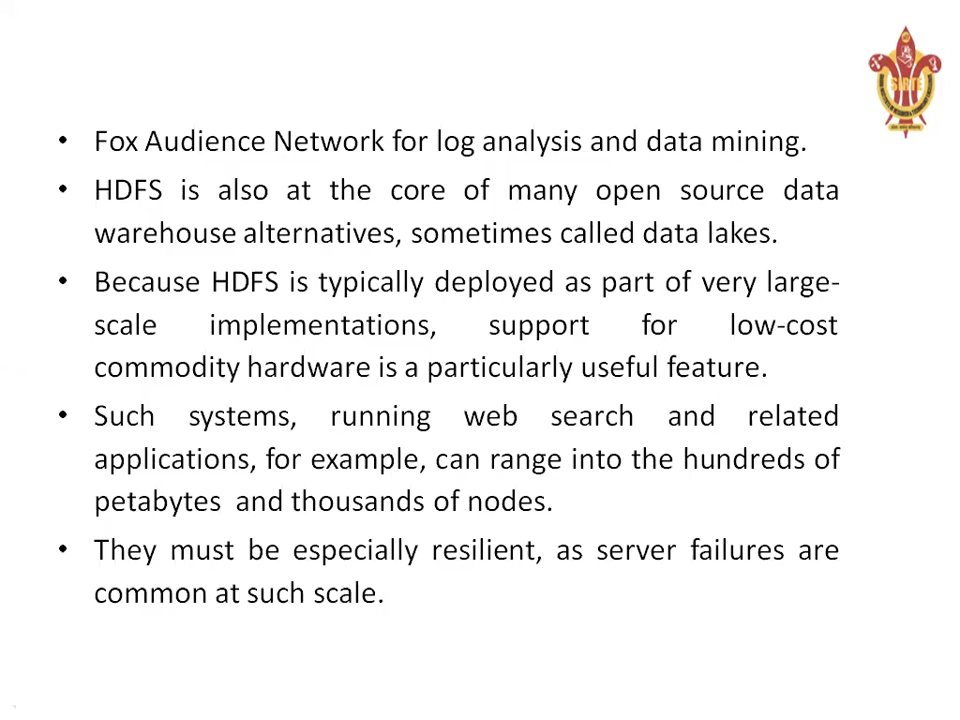 • Fox Audience Network for log analysis and data mining.
• HDFS is also at the core of many open source data
warehouse alternatives, sometimes called data lakes.
• Because HDFS is typically deployed as part of very large-
scale implementations, support for low-cost
commodity hardware is a particularly useful feature.
• Such systems, running web search and related
applications, for example, can range into the hundreds of
petabytes and thousands of nodes.
• They must be especially resilient, as server failures are
common at such scale.